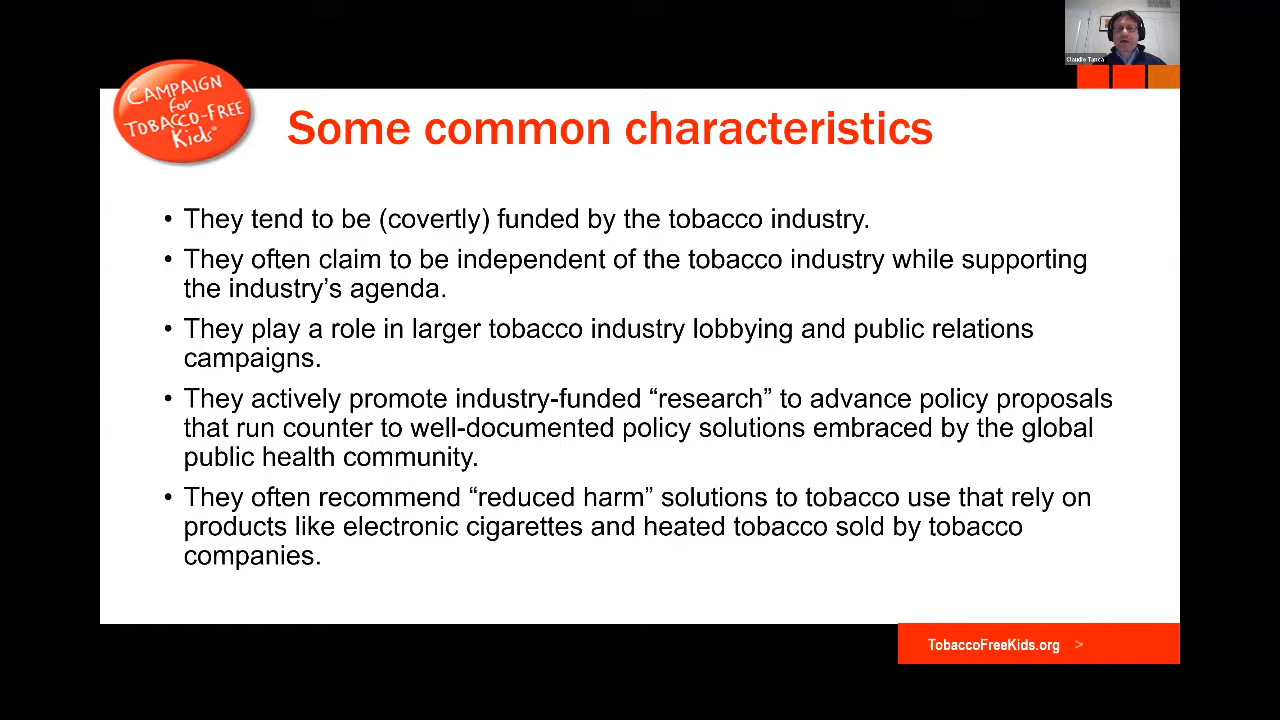 Claudio Tanca
CAMPAIGN
for
TOBACCO-FREE
Kids®
Some common characteristics
• They tend to be (covertly) funded by the tobacco industry.
• They often claim to be independent of the tobacco industry while supporting
the industry’s agenda.
• They play a role in larger tobacco industry lobbying and public relations
campaigns.
• They actively promote industry-funded “research” to advance policy proposals
that run counter to well-documented policy solutions embraced by the global
public health community.
• They often recommend “reduced harm” solutions to tobacco use that rely on
products like electronic cigarettes and heated tobacco sold by tobacco
companies.
TobaccoFreeKids.org >